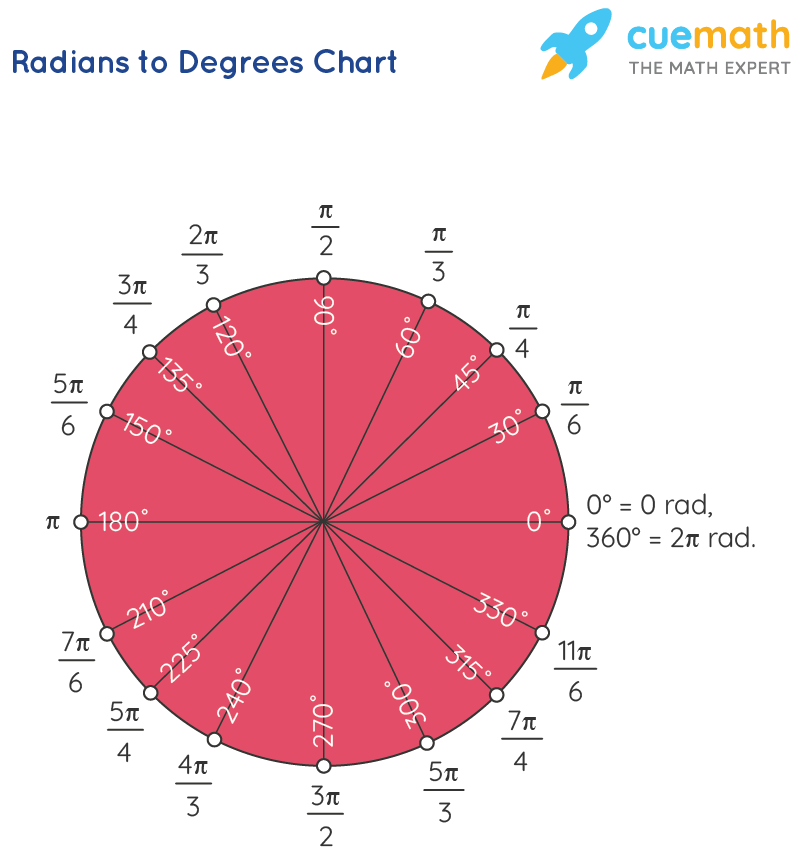 cuemath
THE MATH EXPERT
Radians to Degrees Chart
π/2
2π/3
π/3
3π/4
π/4
5π/6
π/6
90°
120°
60°
135°
45°
150°
30°
π
180°
0°
0° = 0 rad,
360° = 2π rad.
210°
330°
225°
315°
240°
300°
270°
7π/6
11π/6
5π/4
7π/4
4π/3
5π/3
3π/2